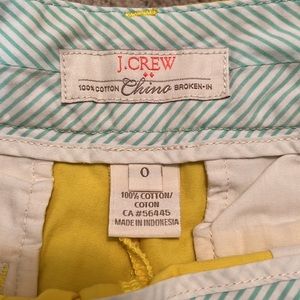 J.CREW
100% COTTON Chino BROKEN-IN
0
100% COTTON/
COTON
CA #56445
MADE IN INDONESIA